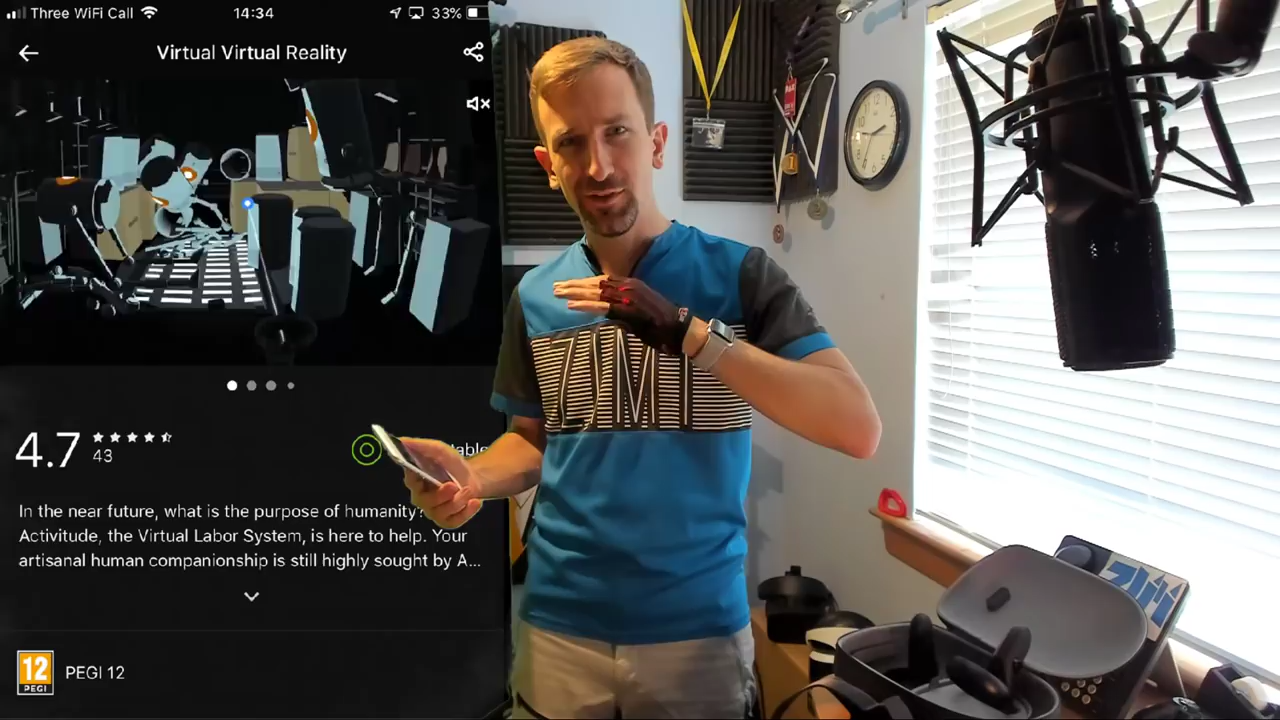 Three WiFi Call
14:34
33%
Virtual Virtual Reality
4.7
43
In the near future, what is the purpose of humanity?
Activitude, the Virtual Labor System, is here to help. Your
artisanal human companionship is still highly sought by A...
12
PEGI
PEGI 12